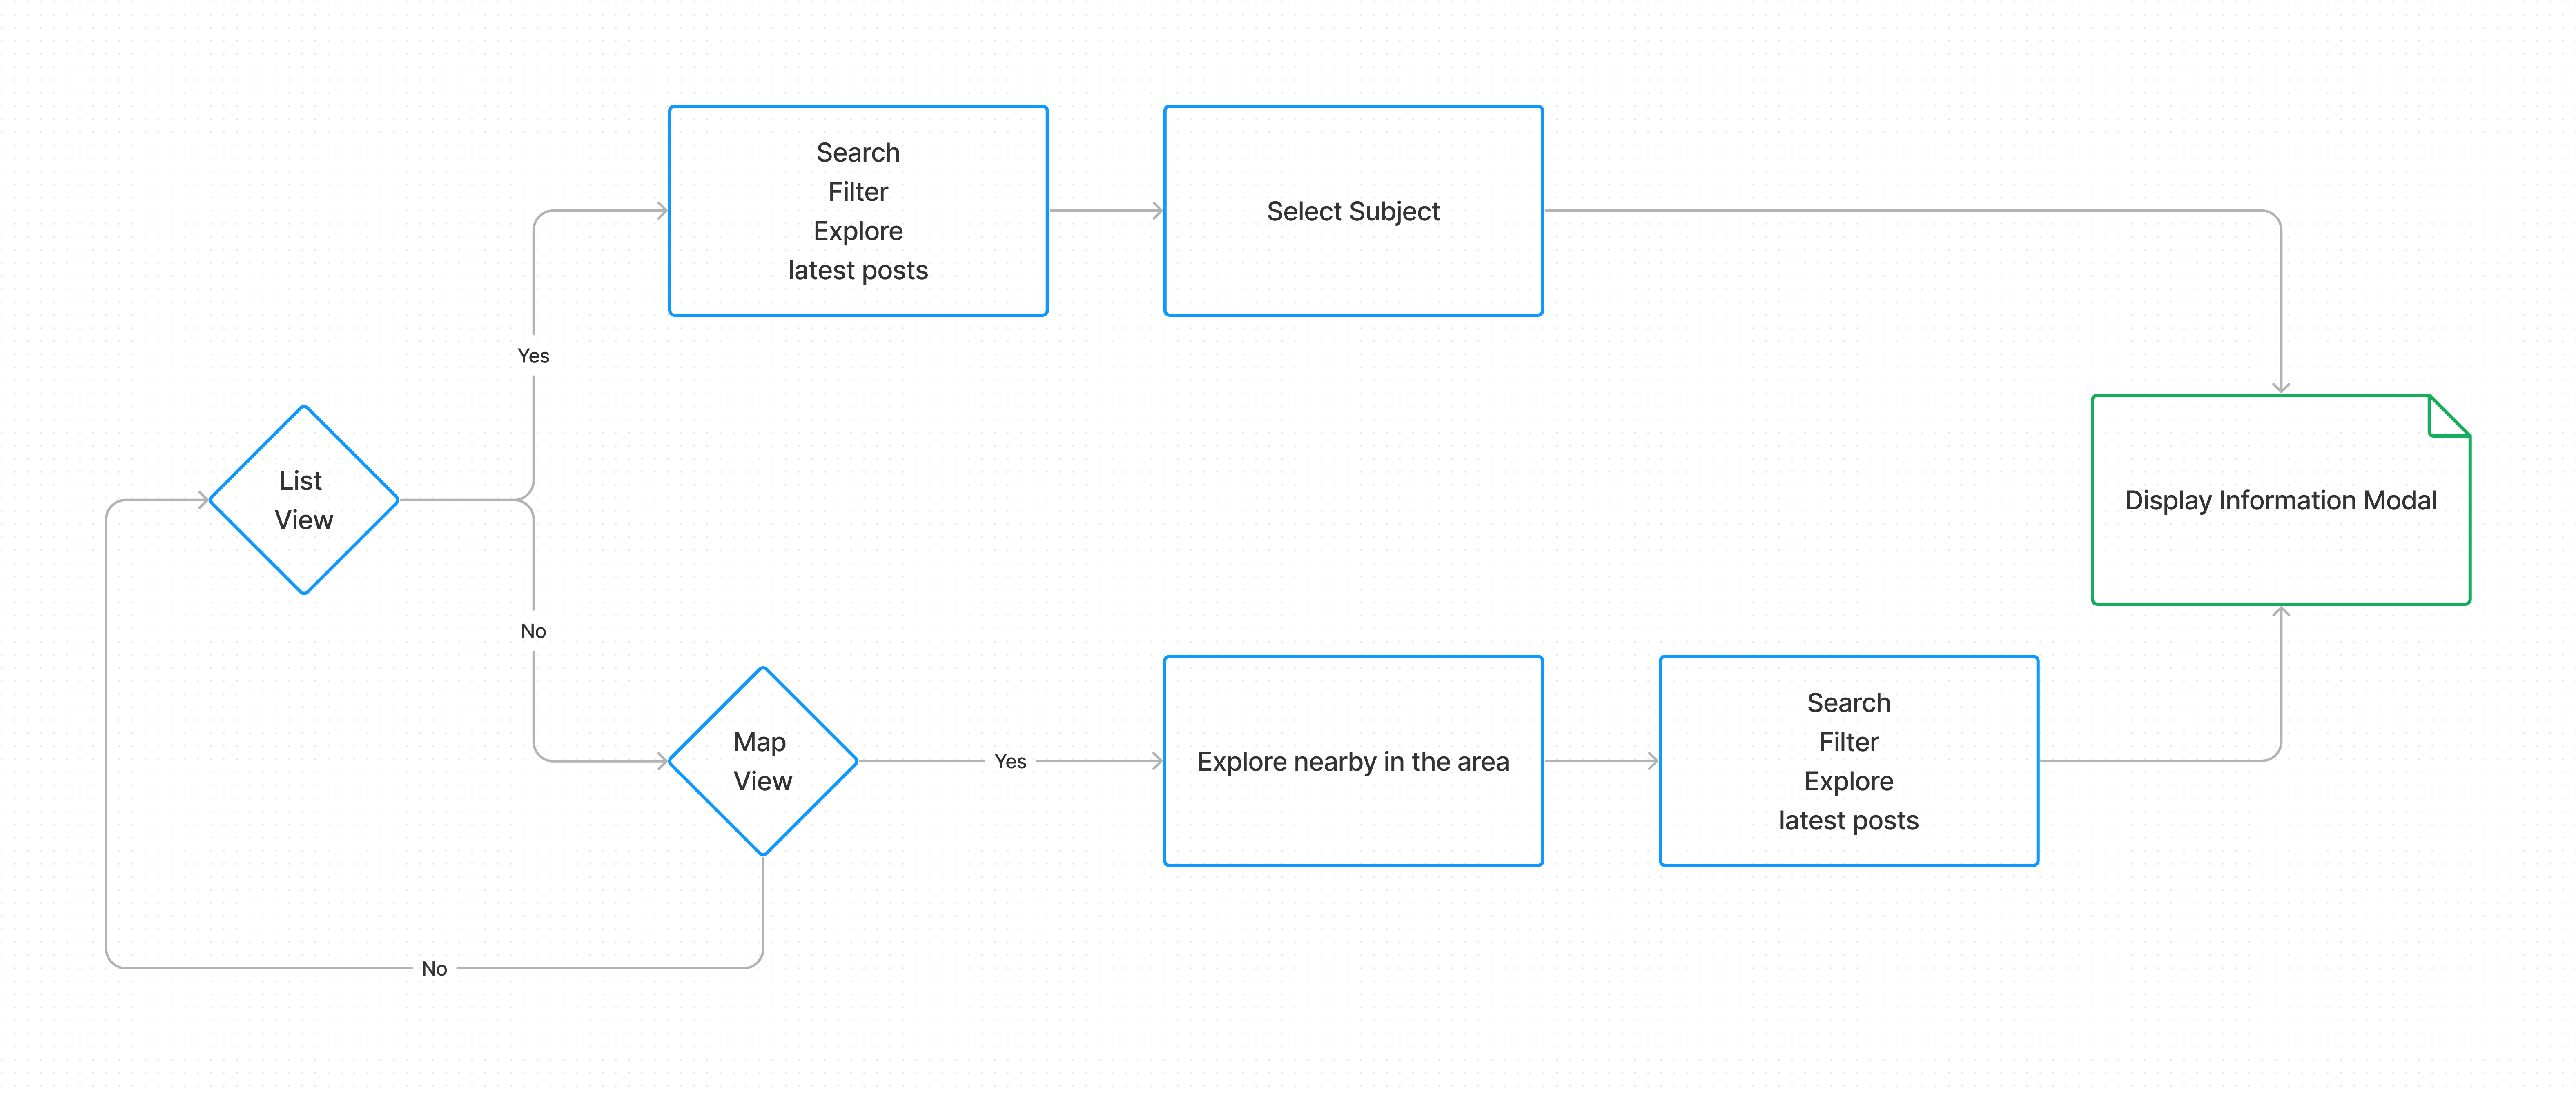 Search
Filter
Explore
latest posts
Select Subject
Yes
List
View
Display Information Modal
No
Map
View
Yes
Explore nearby in the area
Search
Filter
Explore
latest posts
No